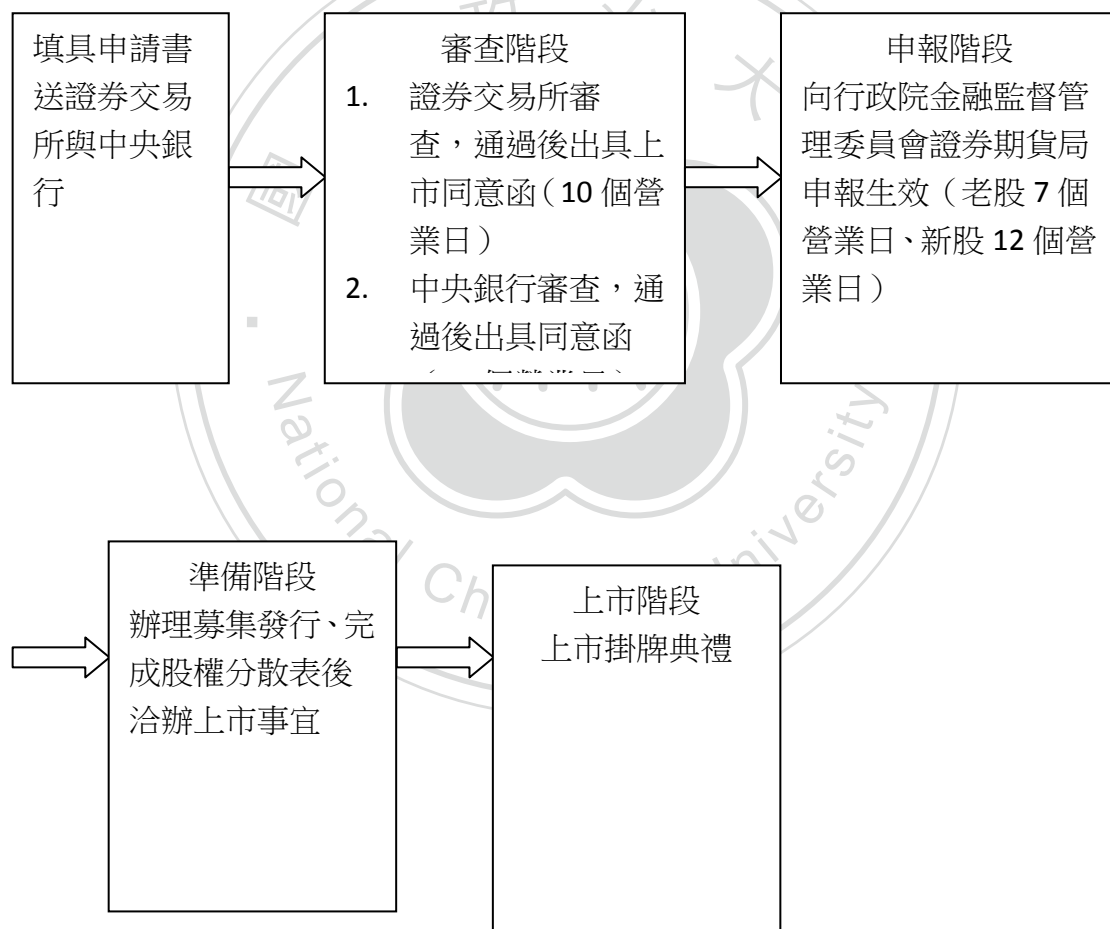 填具申請書
送證券交易
所與中央銀
行
審查階段
1. 證券交易所審
查，通過後出具上
市同意函（10 個營
業日）
2. 中央銀行審查，通
過後出具同意函
申報階段
向行政院金融監督管
理委員會證券期貨局
申報生效（老股 7 個
營業日、新股 12 個營
業日）
準備階段
辦理募集發行、完
成股權分散表後
洽辦上市事宜
上市階段
上市掛牌典禮
National Ch
iversity